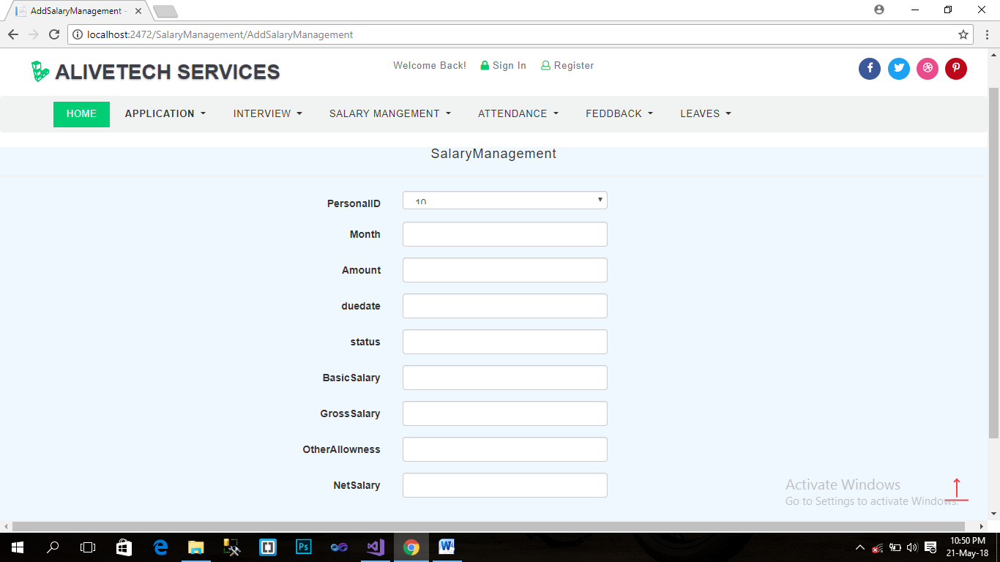 AddSalaryManagement -
localhost:2472/SalaryManagement/AddSalaryManagement
ALIVETECH SERVICES
Welcome Back! Sign In Register
HOME APPLICATION INTERVIEW SALARY MANGEMENT ATTENDANCE FEDDBACK LEAVES
SalaryManagement
PersonalID 10
Month
Amount
duedate
status
BasicSalary
GrossSalary
OtherAllowness
NetSalary
Activate Windows
Go to Settings to activate Windows.
Ps
10:50 PM
21-May-18